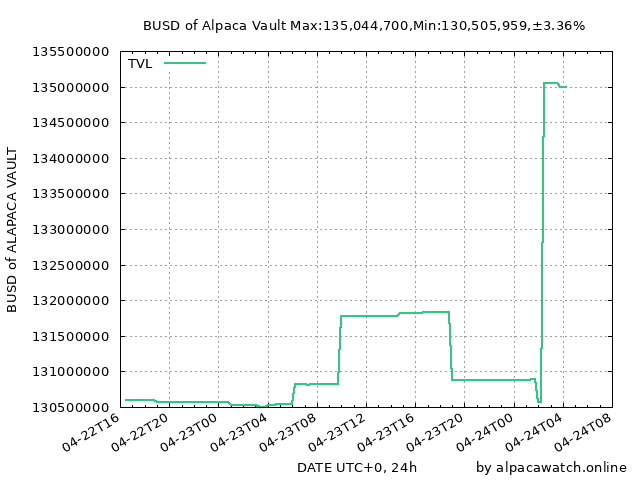 BUSD of Alpaca Vault Max:135,044,700,Min:130,505,959,±3.36%
TVL
135500000
135000000
134500000
134000000
133500000
133000000
132500000
132000000
131500000
131000000
130500000
BUSD of ALAPACA VAULT
04-22T16
04-22T20
04-23T00
04-23T04
04-23T08
04-23T12
04-23T16
04-23T20
04-24T00
04-24T04
04-24T08
DATE UTC+0, 24h
by alpacawatch.online